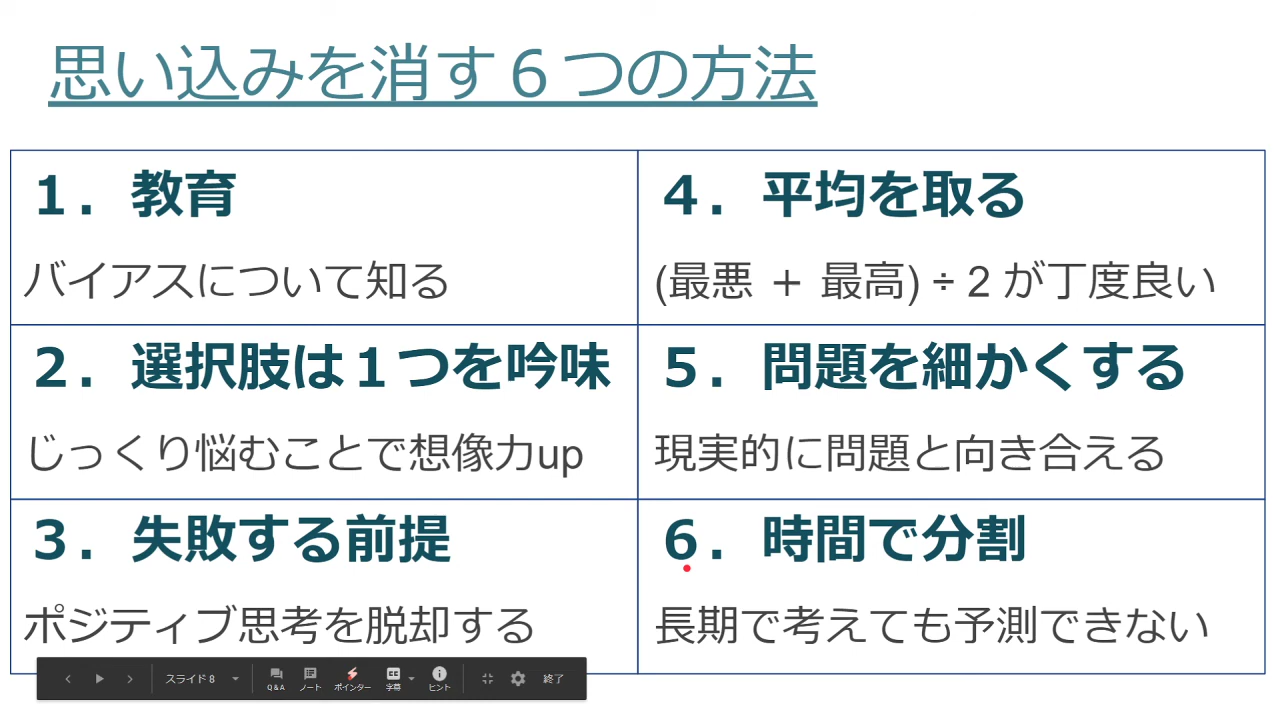 思い込みを消す６つの方法
１．教育
バイアスについて知る
２．選択肢は１つを吟味
じっくり悩むことで想像力up
３．失敗する前提
ポジティブ思考を脱却する
４．平均を取る
(最悪 ＋ 最高) ÷ 2 が丁度良い
５．問題を細かくする
現実的に問題と向き合える
６．時間で分割
長期で考えても予測できない
スライド 8
Q&A
ノート
ポインター
CC
字幕
ヒント
終了